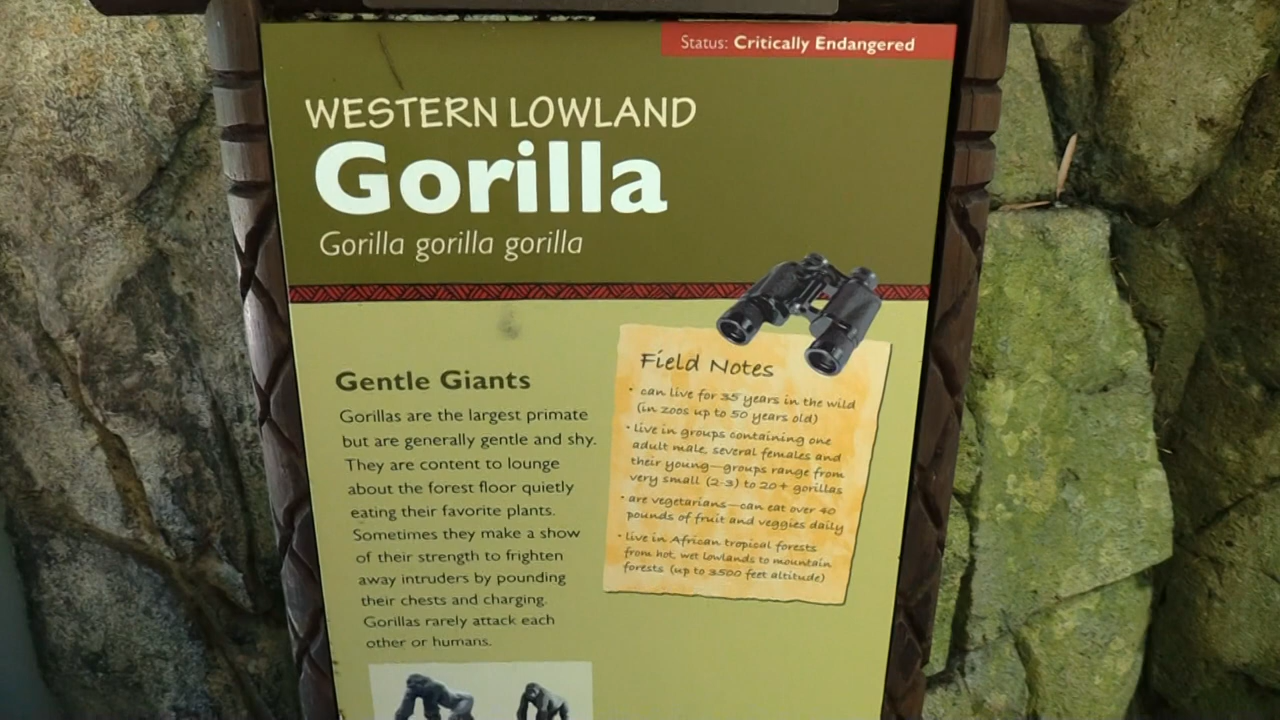 Status: Critically Endangered
WESTERN LOWLAND
Gorilla
Gorilla gorilla gorilla
Gentle Giants
Gorillas are the largest primate
but are generally gentle and shy.
They are content to lounge
about the forest floor quietly
eating their favorite plants.
Sometimes they make a show
of their strength to frighten
away intruders by pounding
their chests and charging.
Gorillas rarely attack each
other or humans.
Field Notes
• can live for 35 years in the wild
(in zoos up to 50 years old)
• live in groups containing one
adult male, several females and
their young—groups range from
very small (2-3) to 20+ gorillas
• are vegetarians—can eat over 40
pounds of fruit and veggies daily
• live in African tropical forests
from hot, wet lowlands to mountain
forests (up to 3500 feet altitude)